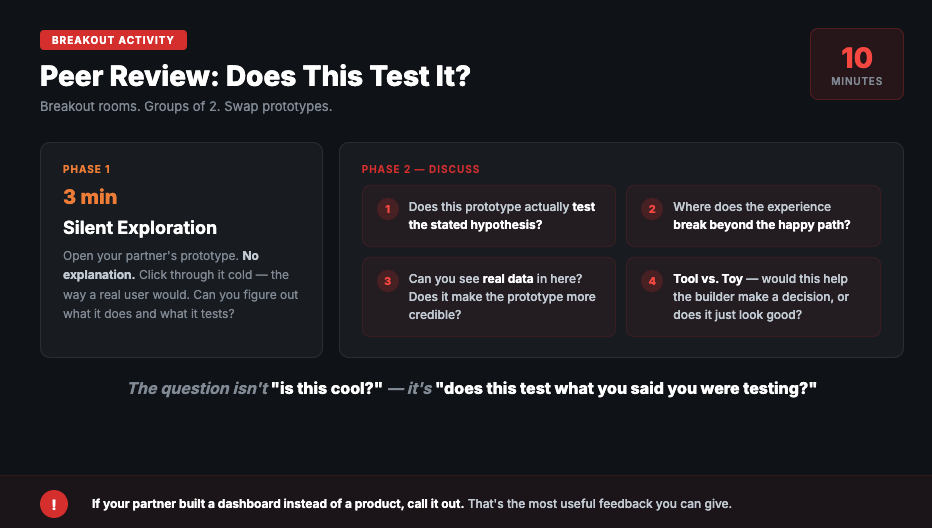 BREAKOUT ACTIVITY
Peer Review: Does This Test It?
Breakout rooms. Groups of 2. Swap prototypes.
10
MINUTES
PHASE 1
3 min
Silent Exploration
Open your partner's prototype. No
explanation. Click through it cold — the
way a real user would. Can you figure out
what it does and what it tests?
PHASE 2 — DISCUSS
1
Does this prototype actually test
the stated hypothesis?
2
Where does the experience
break beyond the happy path?
3
Can you see real data in here?
Does it make the prototype more
credible?
4
Tool vs. Toy — would this help
the builder make a decision, or
does it just look good?
The question isn't "is this cool?" — it's "does this test what you said you were testing?"
!
If your partner built a dashboard instead of a product, call it out. That's the most useful feedback you can give.